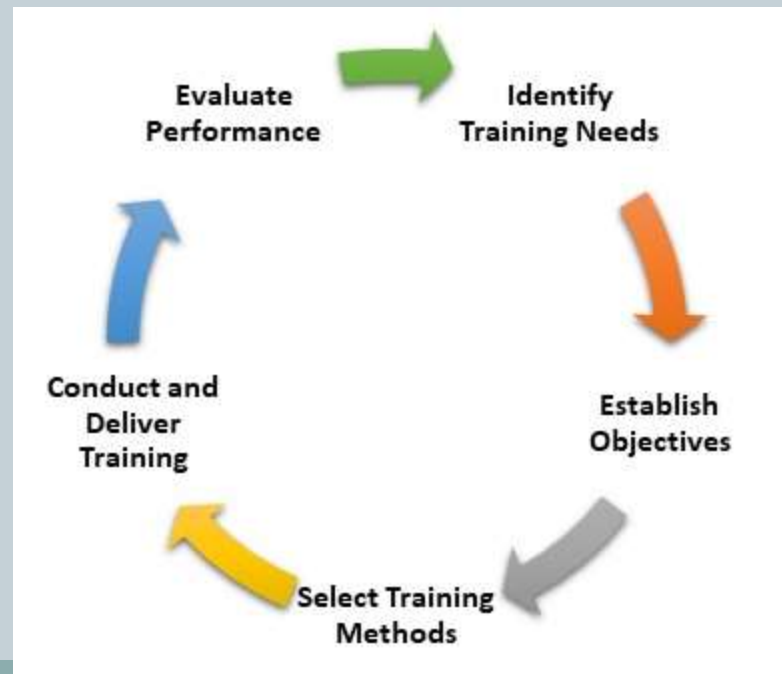 Evaluate
Performance
Identify
Training Needs
Establish
Objectives
Select Training
Methods
Conduct and
Deliver
Training